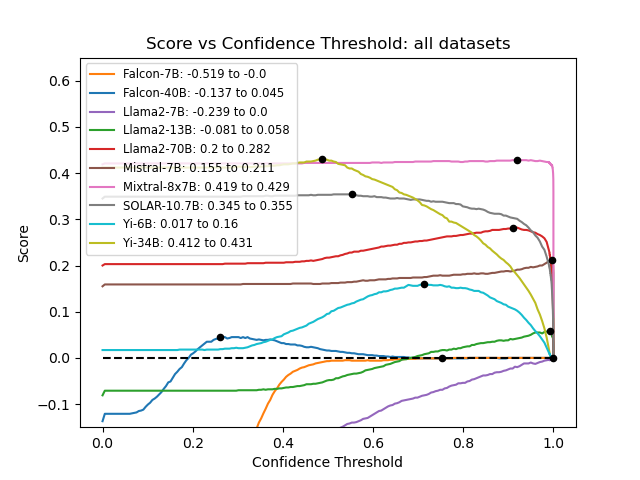 Score vs Confidence Threshold: all datasets
Falcon-7B: -0.519 to -0.0
Falcon-40B: -0.137 to 0.045
Llama2-7B: -0.239 to 0.0
Llama2-13B: -0.081 to 0.058
Llama2-70B: 0.2 to 0.282
Mistral-7B: 0.155 to 0.211
Mixtral-8x7B: 0.419 to 0.429
SOLAR-10.7B: 0.345 to 0.355
Yi-6B: 0.017 to 0.16
Yi-34B: 0.412 to 0.431
Score
0.6
0.5
0.4
0.3
0.2
0.1
0.0
−0.1
0.0 0.2 0.4 0.6 0.8 1.0
Confidence Threshold